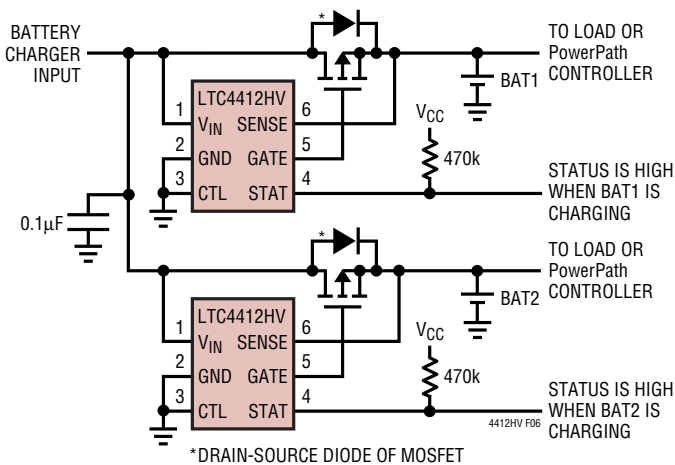 BATTERY
CHARGER
INPUT
*
TO LOAD OR
PowerPath
CONTROLLER
BAT1
LTC4412HV
1
VIN
SENSE
6
2
GND
GATE
5
3
CTL
STAT
4
VCC
470k
STATUS IS HIGH
WHEN BAT1 IS
CHARGING
0.1µF
*
TO LOAD OR
PowerPath
CONTROLLER
BAT2
LTC4412HV
1
VIN
SENSE
6
2
GND
GATE
5
3
CTL
STAT
4
VCC
470k
STATUS IS HIGH
WHEN BAT2 IS
CHARGING
4412HV F06
*DRAIN-SOURCE DIODE OF MOSFET